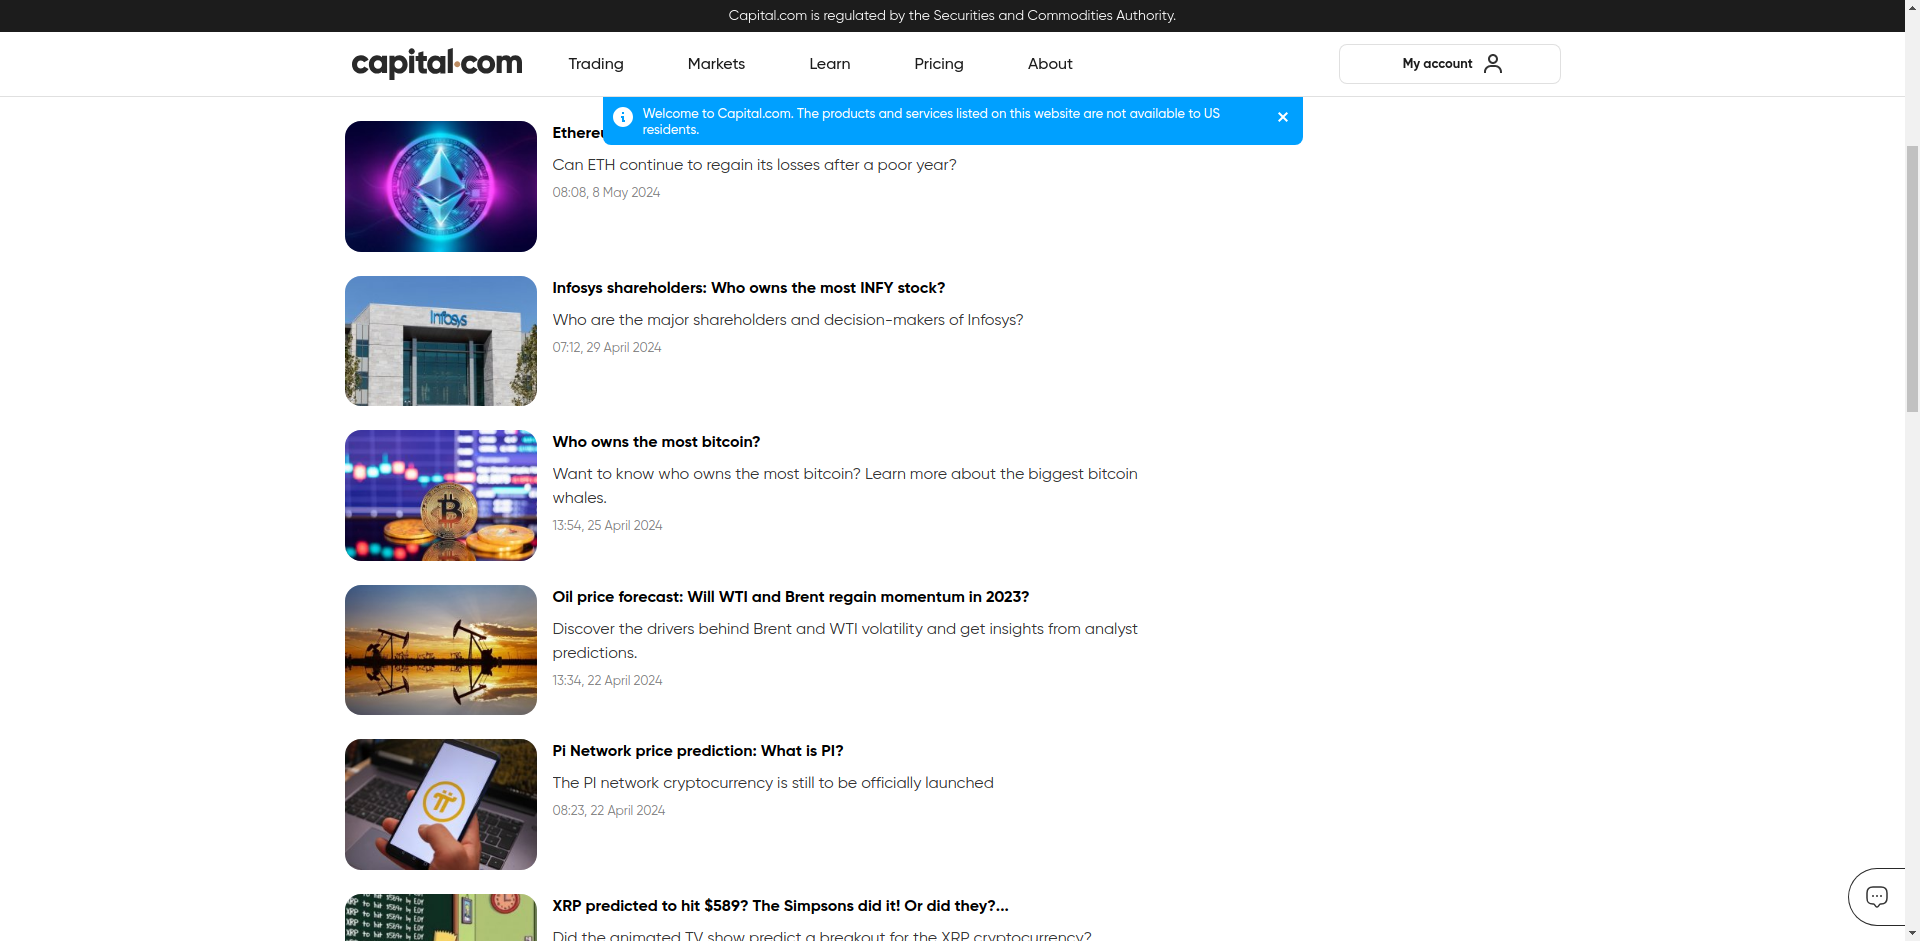 Capital.com is regulated by the Securities and Commodities Authority.
capital.com
Trading
Markets
Learn
Pricing
About
My account
Welcome to Capital.com. The products and services listed on this website are not available to US
residents.
Can ETH continue to regain its losses after a poor year?
08:08, 8 May 2024
Infosys
Infosys shareholders: Who owns the most INFY stock?
Who are the major shareholders and decision-makers of Infosys?
07:12, 29 April 2024
Who owns the most bitcoin?
Want to know who owns the most bitcoin? Learn more about the biggest bitcoin
whales.
13:54, 25 April 2024
Oil price forecast: Will WTI and Brent regain momentum in 2023?
Discover the drivers behind Brent and WTI volatility and get insights from analyst
predictions.
13:34, 22 April 2024
Pi Network price prediction: What is PI?
The PI network cryptocurrency is still to be officially launched
08:23, 22 April 2024
XRP predicted to hit $589? The Simpsons did it! Or did they?...
Did the animated TV show predict a breakout for the XRP cryptocurrency?